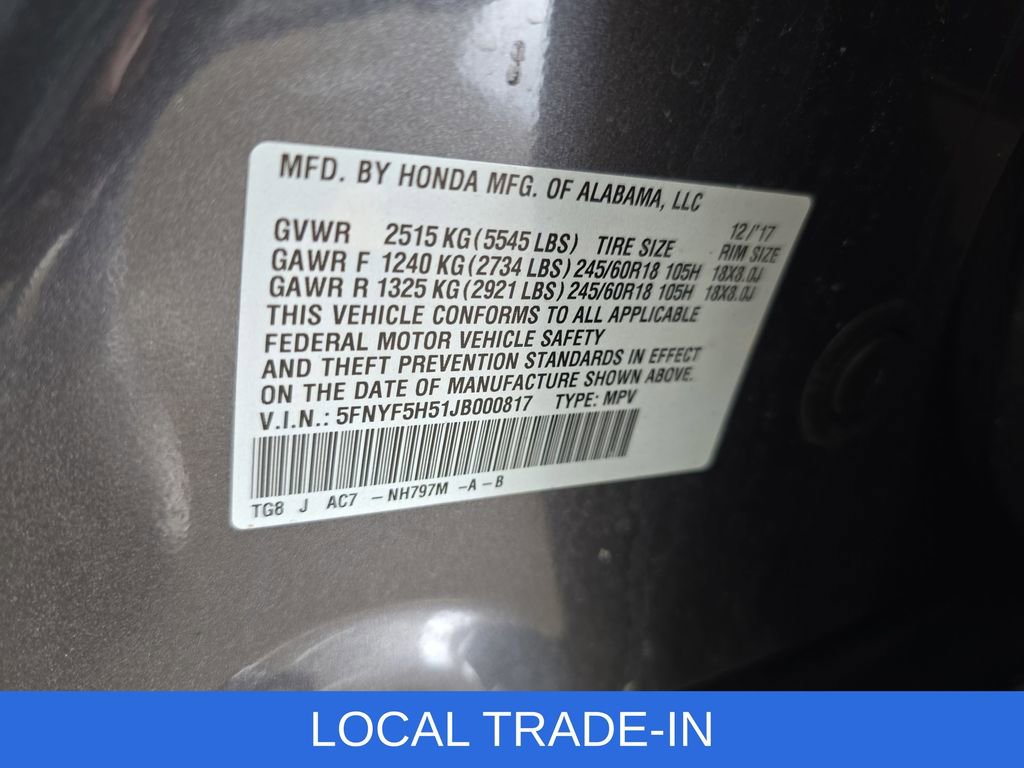 MFD. BY HONDA MFG. OF ALABAMA, LLC
12/'17
GVWR 2515 KG (5545 LBS) TIRE SIZE RIM SIZE
GAWR F 1240 KG (2734 LBS) 245/60R18 105H 18X8.0J
GAWR R 1325 KG (2921 LBS) 245/60R18 105H 18X8.0J
THIS VEHICLE CONFORMS TO ALL APPLICABLE
FEDERAL MOTOR VEHICLE SAFETY
AND THEFT PREVENTION STANDARDS IN EFFECT
ON THE DATE OF MANUFACTURE SHOWN ABOVE.
V.I.N.: 5FNYF5H51JB000817 TYPE: MPV
TG8 J AC7 - NH797M -A-B
LOCAL TRADE-IN